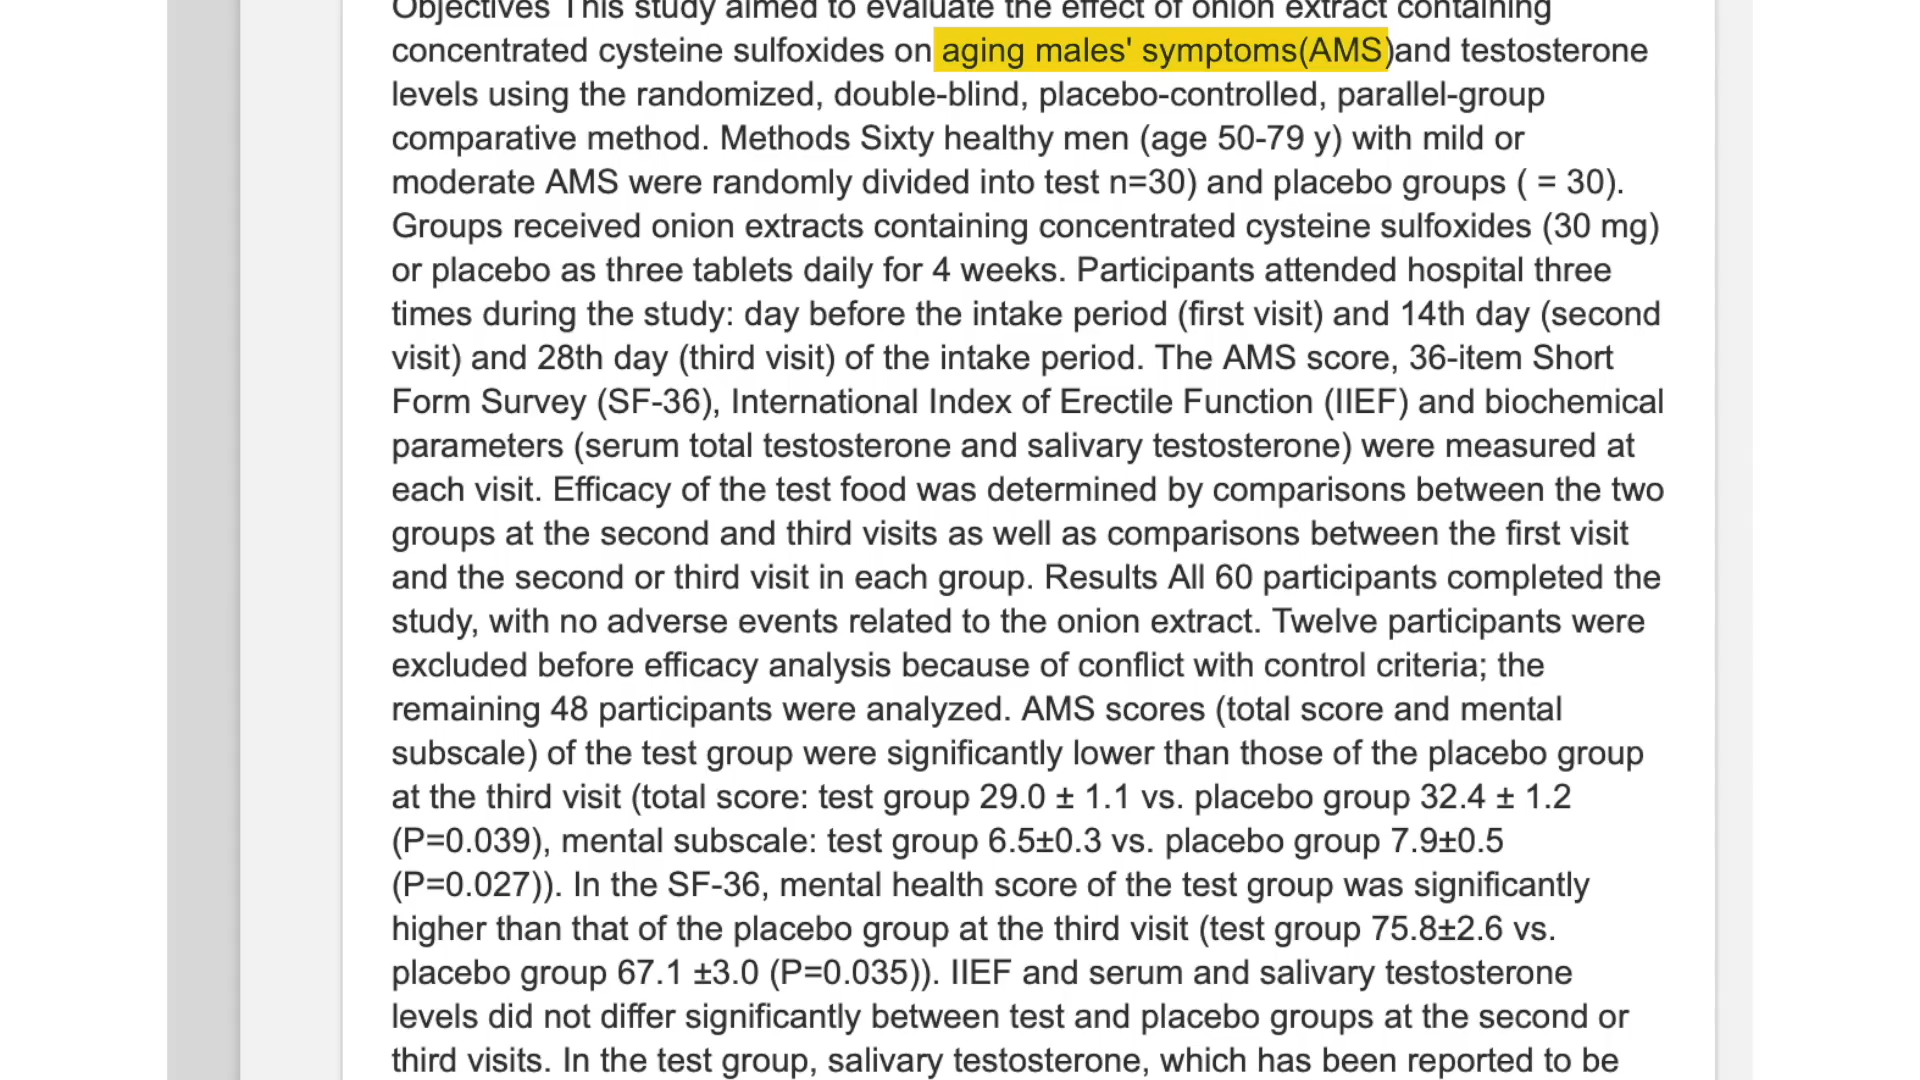 Objectives This study aimed to evaluate the effect of onion extract containing
concentrated cysteine sulfoxides on aging males' symptoms(AMS)and testosterone
levels using the randomized, double-blind, placebo-controlled, parallel-group
comparative method. Methods Sixty healthy men (age 50-79 y) with mild or
moderate AMS were randomly divided into test n=30) and placebo groups ( = 30).
Groups received onion extracts containing concentrated cysteine sulfoxides (30 mg)
or placebo as three tablets daily for 4 weeks. Participants attended hospital three
times during the study: day before the intake period (first visit) and 14th day (second
visit) and 28th day (third visit) of the intake period. The AMS score, 36-item Short
Form Survey (SF-36), International Index of Erectile Function (IIEF) and biochemical
parameters (serum total testosterone and salivary testosterone) were measured at
each visit. Efficacy of the test food was determined by comparisons between the two
groups at the second and third visits as well as comparisons between the first visit
and the second or third visit in each group. Results All 60 participants completed the
study, with no adverse events related to the onion extract. Twelve participants were
excluded before efficacy analysis because of conflict with control criteria; the
remaining 48 participants were analyzed. AMS scores (total score and mental
subscale) of the test group were significantly lower than those of the placebo group
at the third visit (total score: test group 29.0 ± 1.1 vs. placebo group 32.4 ± 1.2
(P=0.039), mental subscale: test group 6.5±0.3 vs. placebo group 7.9±0.5
(P=0.027)). In the SF-36, mental health score of the test group was significantly
higher than that of the placebo group at the third visit (test group 75.8±2.6 vs.
placebo group 67.1 ±3.0 (P=0.035)). IIEF and serum and salivary testosterone
levels did not differ significantly between test and placebo groups at the second or
third visits. In the test group, salivary testosterone, which has been reported to be